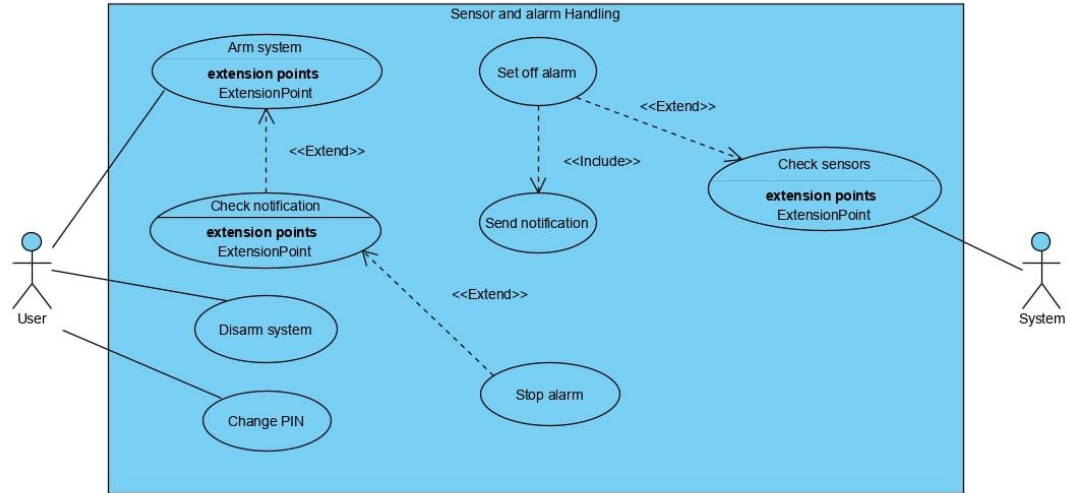 Sensor and alarm Handling
Arm system
extension points
ExtensionPoint
Set off alarm
<<Extend>>
<<Extend>>
<<Include>>
Check sensors
extension points
ExtensionPoint
Check notification
extension points
ExtensionPoint
Send notification
<<Extend>>
User
System
Disarm system
Stop alarm
Change PIN